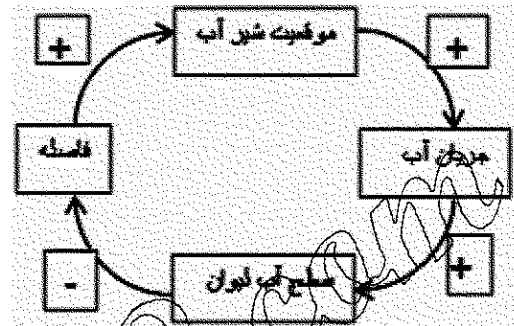 موقعیت شیر آب
+
+
فاصله
جریان آب
-
سطح آب لیوان
+